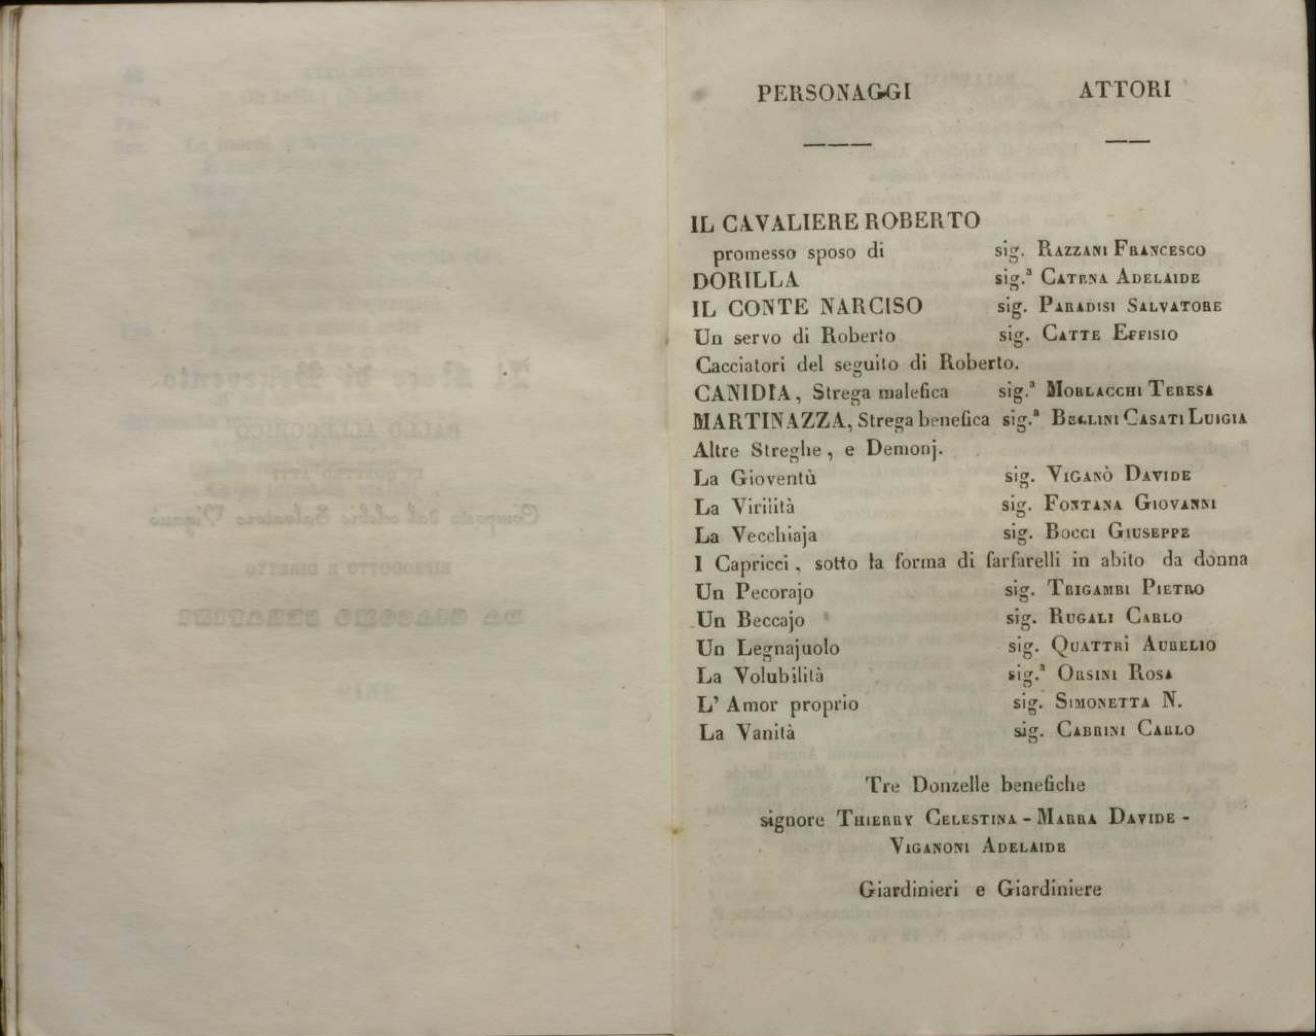 PERSONAGGI ATTORI
IL CAVALIERE ROBERTO
promesso sposo di sig. RAZZANI FRANCESCO
DORILLA sig.ª CATENA ADELAIDE
IL CONTE NARCISO sig. PARADISI SALVATORE
Un servo di Roberto sig. CATTE EFFISIO
Cacciatori del seguito di Roberto.
CANIDIA, Strega malefica sig.ª MORLACCHI TERESA
MARTINAZZA, Strega benefica sig.ª BELLINI CASATI LUIGIA
Altre Streghe, e Demonj.
La Gioventù sig. VIGANÒ DAVIDE
La Virilità sig. FONTANA GIOVANNI
La Vecchiaja sig. BOCCI GIUSEPPE
I Capricci, sotto la forma di farfarelli in abito da donna
Un Pecorajo sig. TRIGAMBI PIETRO
Un Beccajo sig. RUGALI CARLO
Un Legnajuolo sig. QUATTRI AURELIO
La Volubilità sig.ª ORSINI ROSA
L' Amor proprio sig. SIMONETTA N.
La Vanità sig. CABRINI CARLO
Tre Donzelle benefiche
signore THIERRY CELESTINA - MARRA DAVIDE -
VIGANONI ADELAIDE
Giardinieri e Giardiniere